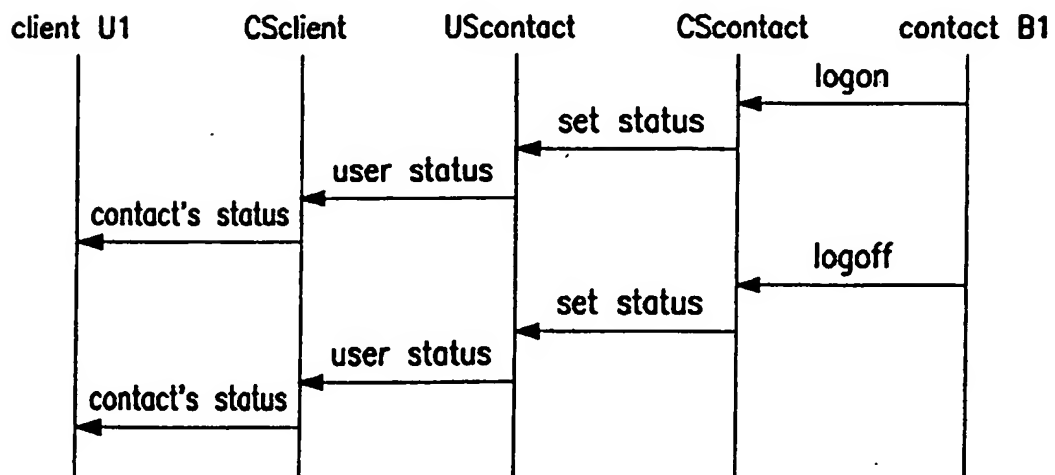 client U1 CSclient UScontact CScontact contact B1
logon
set status
user status
contact's status
logoff
set status
user status
contact's status